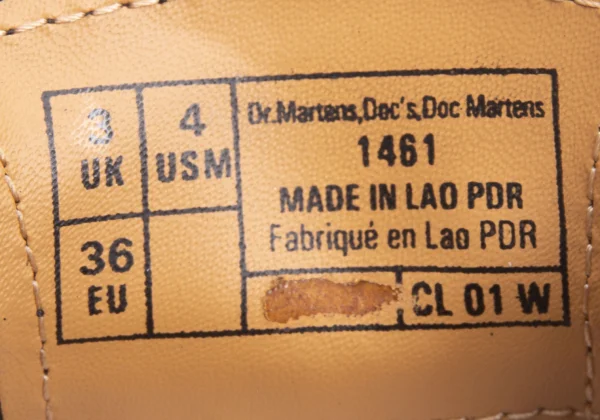 3 UK
4 USM
36 EU
Dr.Martens,Doc's,Doc Martens
1461
MADE IN LAO PDR
Fabriqué en Lao PDR
CL 01 W